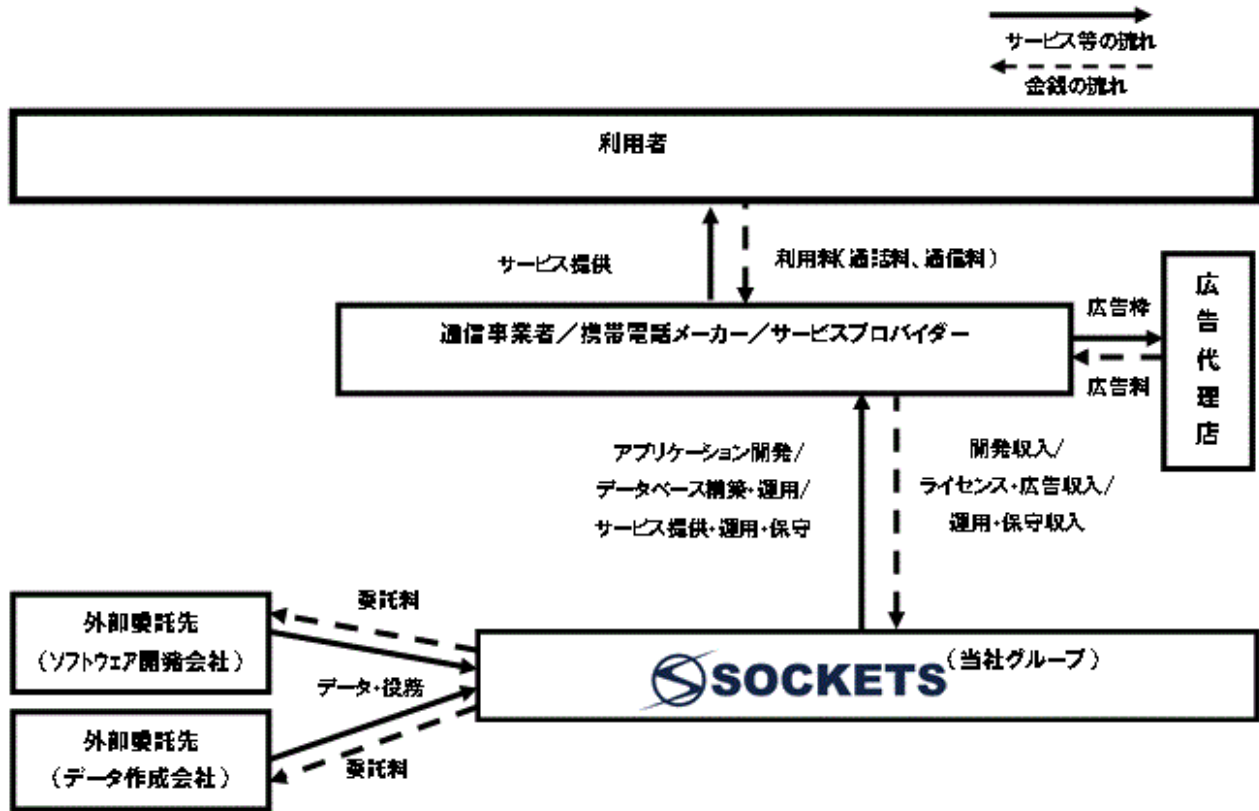 サービス等の流れ
金銭の流れ
利用者
サービス提供
利用料(通話料、通信料)
通信事業者/携帯電話メーカー/サービスプロバイダー
広告枠
広告料
広告代理店
アプリケーション開発/
データベース構築・運用/
サービス提供・運用・保守
開発収入/
ライセンス・広告収入/
運用・保守収入
外部委託先
(ソフトウェア開発会社)
委託料
データ・役務
SOCKETS
(当社グループ)
外部委託先
(データ作成会社)
委託料